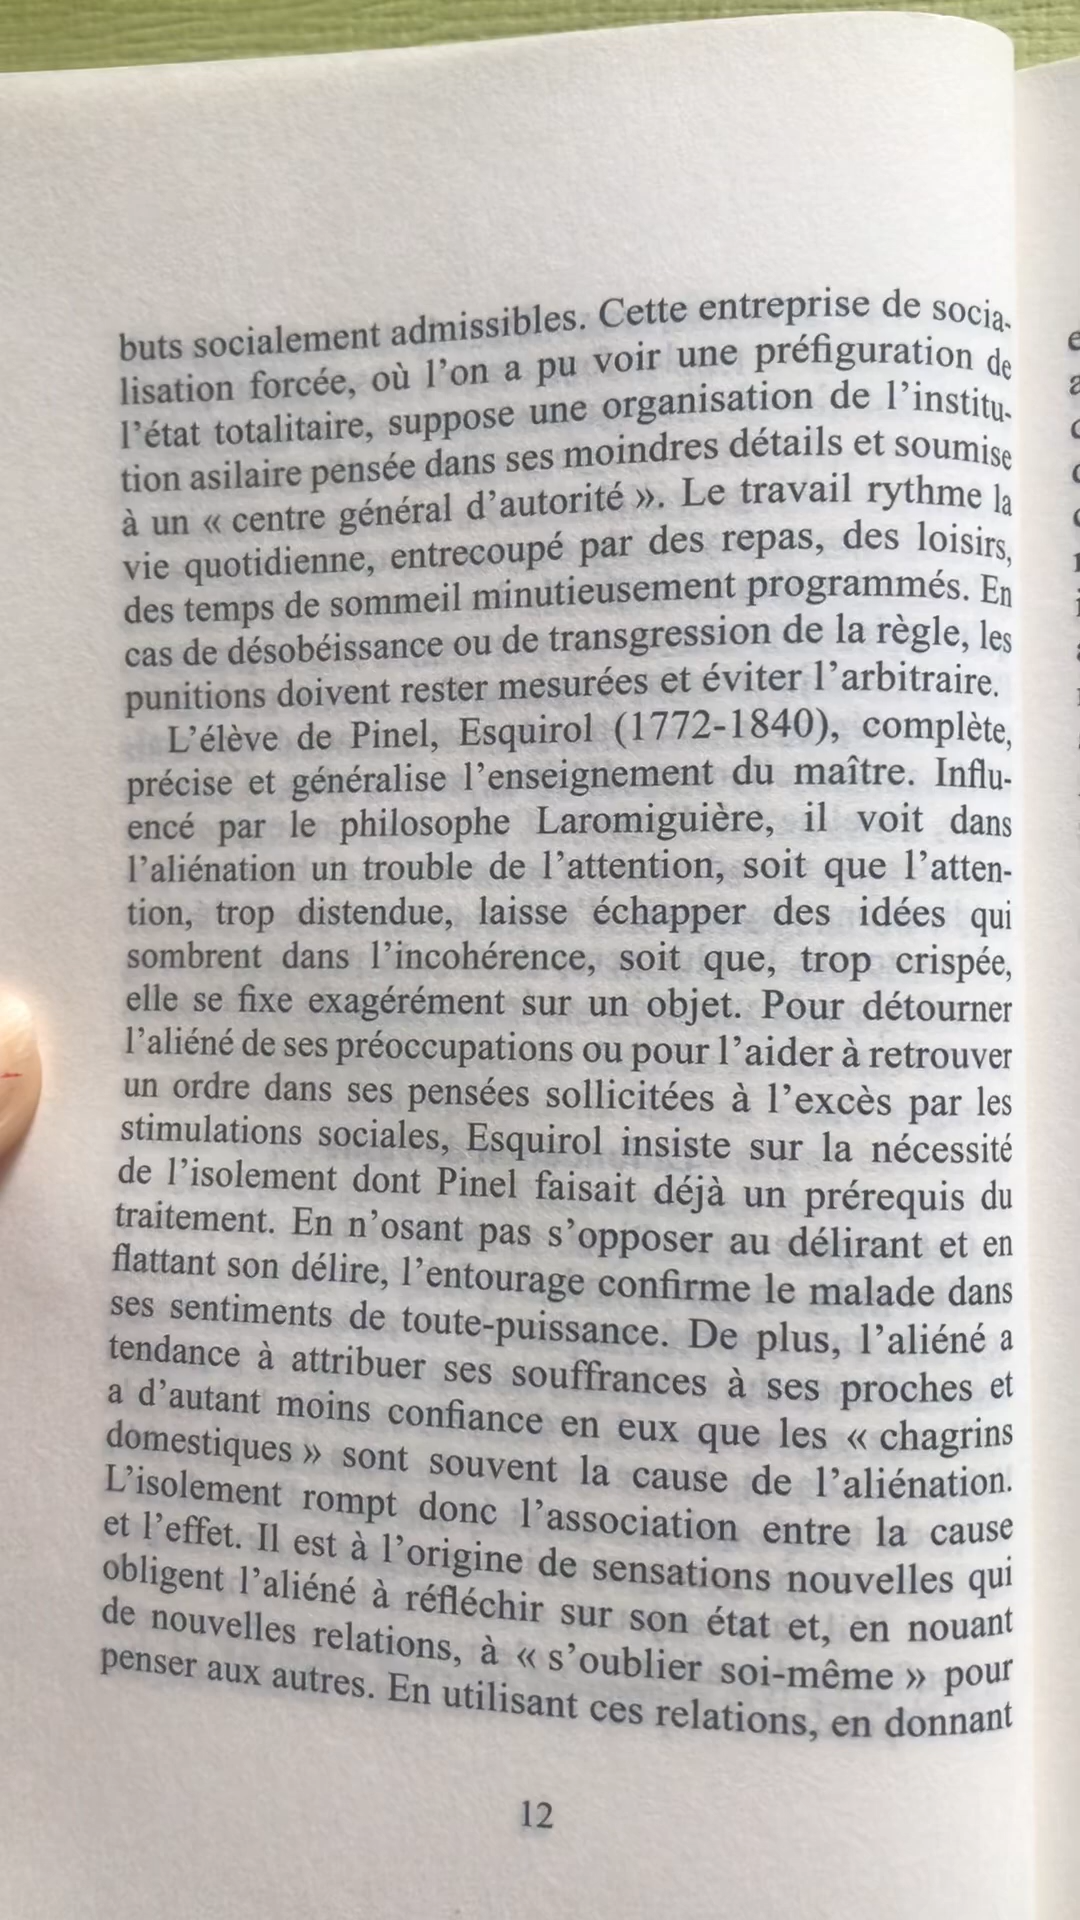 buts socialement admissibles. Cette entreprise de socia-
lisation forcée, où l'on a pu voir une préfiguration de
l'état totalitaire, suppose une organisation de l'institu-
tion asilaire pensée dans ses moindres détails et soumise
à un « centre général d'autorité ». Le travail rythme la
vie quotidienne, entrecoupé par des repas, des loisirs,
des temps de sommeil minutieusement programmés. En
cas de désobéissance ou de transgression de la règle, les
punitions doivent rester mesurées et éviter l'arbitraire.
L'élève de Pinel, Esquirol (1772-1840), complète,
précise et généralise l'enseignement du maître. Influ-
encé par le philosophe Laromiguière, il voit dans
l'aliénation un trouble de l'attention, soit que l'atten-
tion, trop distendue, laisse échapper des idées qui
sombrent dans l'incohérence, soit que, trop crispée,
elle se fixe exagérément sur un objet. Pour détourner
l'aliéné de ses préoccupations ou pour l'aider à retrouver
un ordre dans ses pensées sollicitées à l'excès par les
stimulations sociales, Esquirol insiste sur la nécessité
de l'isolement dont Pinel faisait déjà un prérequis du
traitement. En n'osant pas s'opposer au délirant et en
flattant son délire, l'entourage confirme le malade dans
ses sentiments de toute-puissance. De plus, l'aliéné a
tendance à attribuer ses souffrances à ses proches et
a d'autant moins confiance en eux que les « chagrins
domestiques » sont souvent la cause de l'aliénation.
L'isolement rompt donc l'association entre la cause
et l'effet. Il est à l'origine de sensations nouvelles qui
obligent l'aliéné à réfléchir sur son état et, en nouant
de nouvelles relations, à « s'oublier soi-même » pour
penser aux autres. En utilisant ces relations, en donnant
12